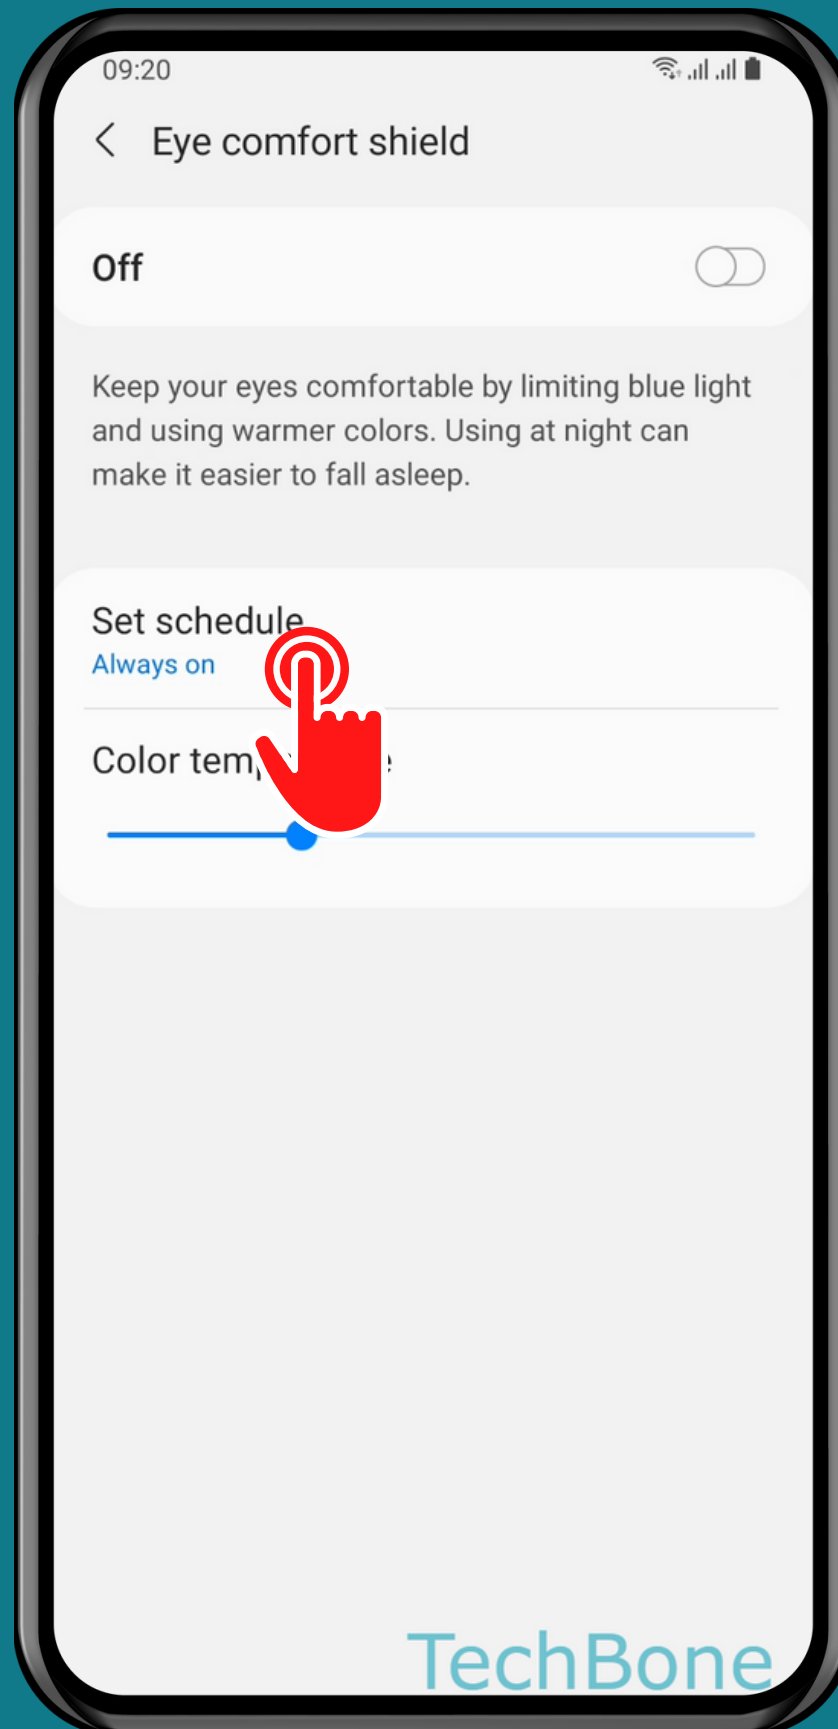 09:20
Eye comfort shield
Off
Keep your eyes comfortable by limiting blue light
and using warmer colors. Using at night can
make it easier to fall asleep.
Set schedule
Always on
Color
TechBone